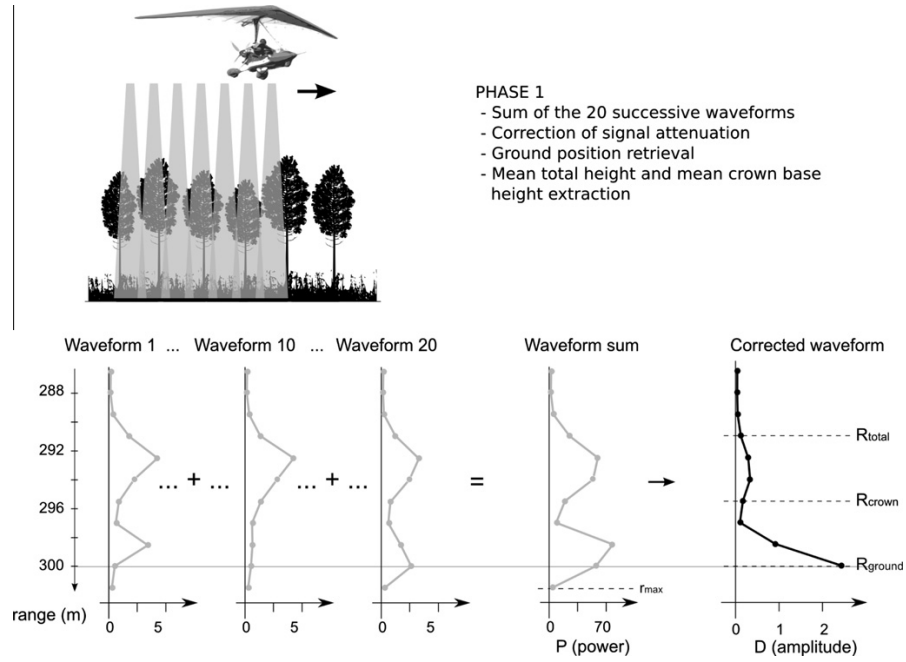 PHASE 1
- Sum of the 20 successive waveforms
- Correction of signal attenuation
- Ground position retrieval
- Mean total height and mean crown base
height extraction
Waveform 1 ... Waveform 10 ... Waveform 20 Waveform sum Corrected waveform
288
Rtotal
292
... + ... ... + ... =
Rcrown
296
300
Rground
rmax
range (m)
0 5 0 5 0 5 0 70 0 1 2
P (power) D (amplitude)